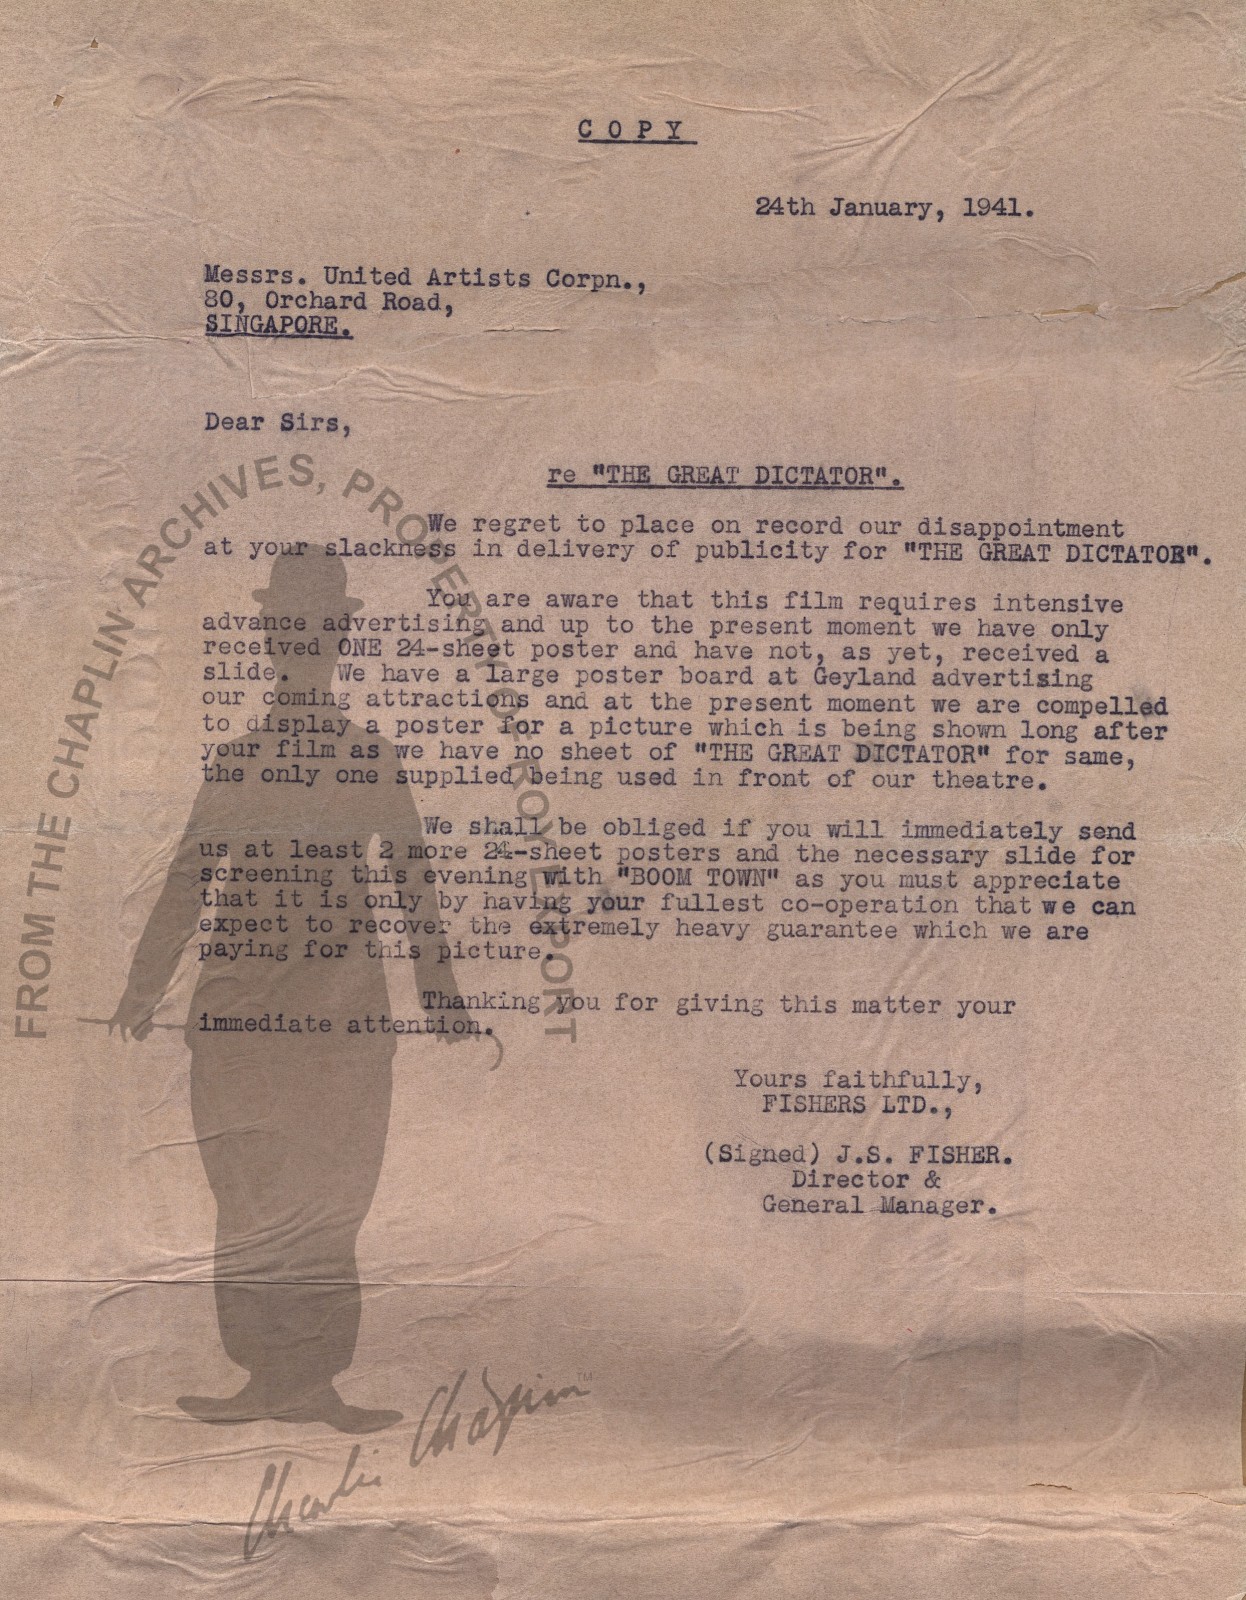 C O P Y
24th January, 1941.
Messrs. United Artists Corpn.,
80, Orchard Road,
SINGAPORE.
Dear Sirs,
re "THE GREAT DICTATOR".
We regret to place on record our disappointment
at your slackness in delivery of publicity for "THE GREAT DICTATOR".
You are aware that this film requires intensive
advance advertising and up to the present moment we have only
received ONE 24-sheet poster and have not, as yet, received a
slide. We have a large poster board at Geyland advertising
our coming attractions and at the present moment we are compelled
to display a poster for a picture which is being shown long after
your film as we have no sheet of "THE GREAT DICTATOR" for same,
the only one supplied being used in front of our theatre.
We shall be obliged if you will immediately send
us at least 2 more 24-sheet posters and the necessary slide for
screening this evening with "BOOM TOWN" as you must appreciate
that it is only by having your fullest co-operation that we can
expect to recover the extremely heavy guarantee which we are
paying for this picture.
Thanking you for giving this matter your
immediate attention.
Yours faithfully,
FISHERS LTD.,
(Signed) J.S. FISHER.
Director &
General Manager.
FROM THE CHAPLIN ARCHIVES, PROPERTY OF ROY EXPORT
Charlie Chaplin TM